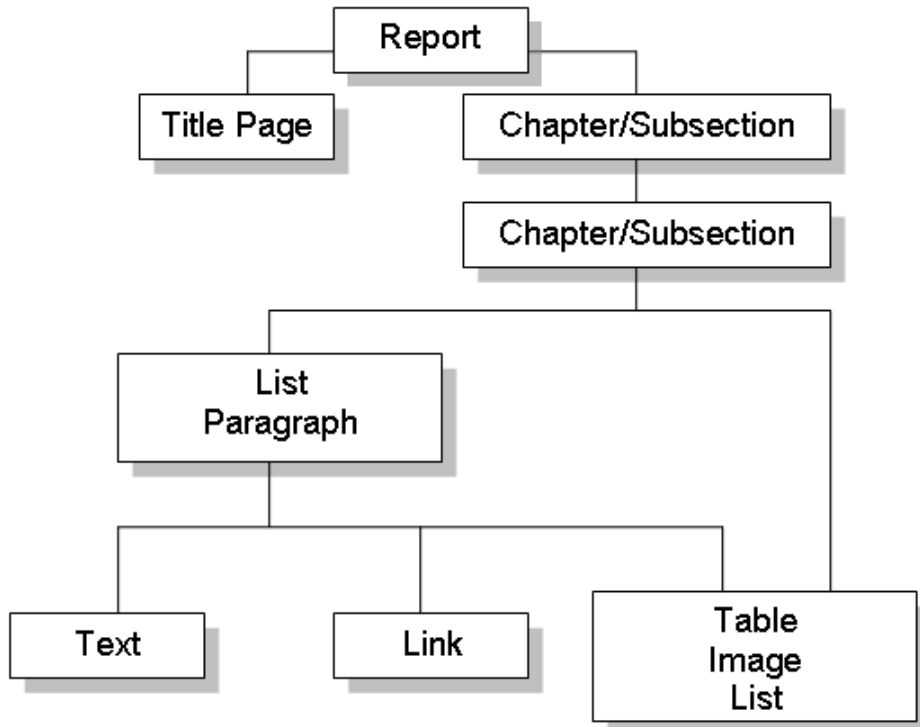 Report
Title Page
Chapter/Subsection
Chapter/Subsection
List
Paragraph
Text
Link
Table
Image
List